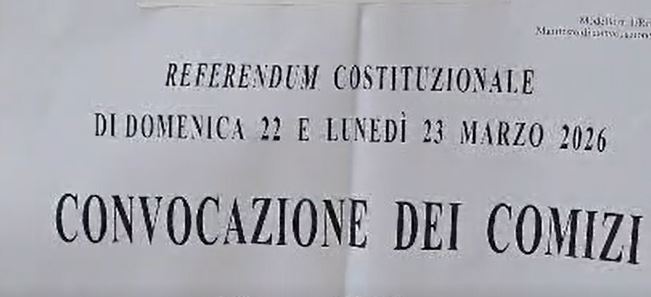 REFERENDUM COSTITUZIONALE
DI DOMENICA 22 E LUNEDÌ 23 MARZO 2026
CONVOCAZIONE DEI COMIZI